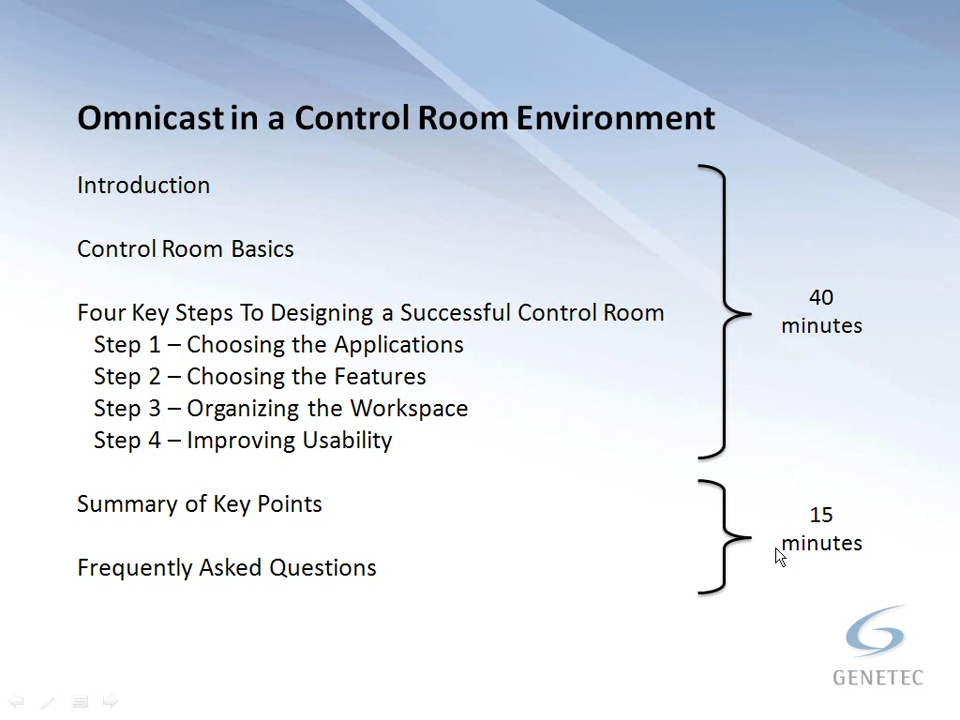 Omnicast in a Control Room Environment
Introduction
Control Room Basics
Four Key Steps To Designing a Successful Control Room
Step 1 – Choosing the Applications
Step 2 – Choosing the Features
Step 3 – Organizing the Workspace
Step 4 – Improving Usability
40
minutes
Summary of Key Points
Frequently Asked Questions
15
minutes
GENETEC